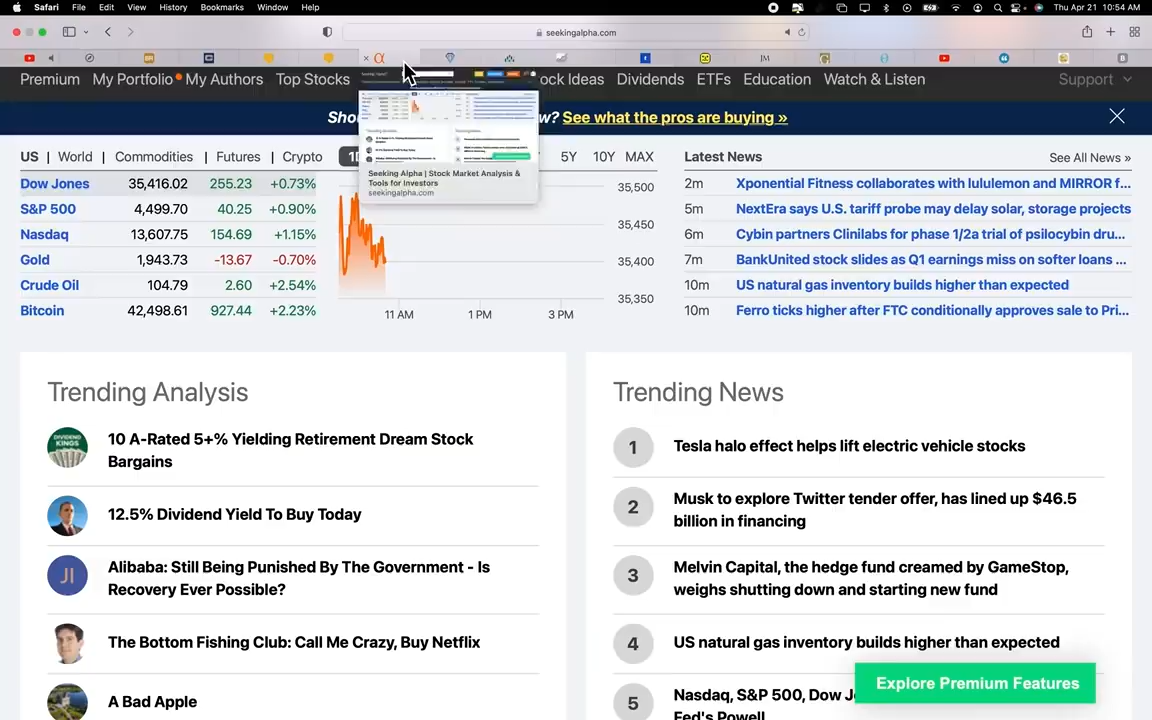 Safari File Edit View History Bookmarks Window Help Thu Apr 21 10:54 AM
seekingalpha.com
JM
Premium My Portfolio My Authors Top Stocks ock Ideas Dividends ETFs Education Watch & Listen Support
Shou w? See what the pros are buying »
Seeking Alpha | Stock Market Analysis &
Tools for Investors
seekingalpha.com
US | World | Commodities | Futures | Crypto
5Y 10Y MAX
Dow Jones 35,416.02 255.23 +0.73%
S&P 500 4,499.70 40.25 +0.90%
Nasdaq 13,607.75 154.69 +1.15%
Gold 1,943.73 -13.67 -0.70%
Crude Oil 104.79 2.60 +2.54%
Bitcoin 42,498.61 927.44 +2.23%
35,500
35,450
35,400
35,350
11 AM 1 PM 3 PM
Latest News See All News »
2m Xponential Fitness collaborates with lululemon and MIRROR f...
5m NextEra says U.S. tariff probe may delay solar, storage projects
6m Cybin partners Clinilabs for phase 1/2a trial of psilocybin dru...
7m BankUnited stock slides as Q1 earnings miss on softer loans ...
10m US natural gas inventory builds higher than expected
10m Ferro ticks higher after FTC conditionally approves sale to Pri...
Trending Analysis
DIVIDEND
KINGS
10 A-Rated 5+% Yielding Retirement Dream Stock
Bargains
12.5% Dividend Yield To Buy Today
JI
Alibaba: Still Being Punished By The Government - Is
Recovery Ever Possible?
The Bottom Fishing Club: Call Me Crazy, Buy Netflix
A Bad Apple
Trending News
1 Tesla halo effect helps lift electric vehicle stocks
2 Musk to explore Twitter tender offer, has lined up $46.5
billion in financing
3 Melvin Capital, the hedge fund creamed by GameStop,
weighs shutting down and starting new fund
4 US natural gas inventory builds higher than expected
5 Nasdaq, S&P 500, Dow J
Fed's Powell
Explore Premium Features